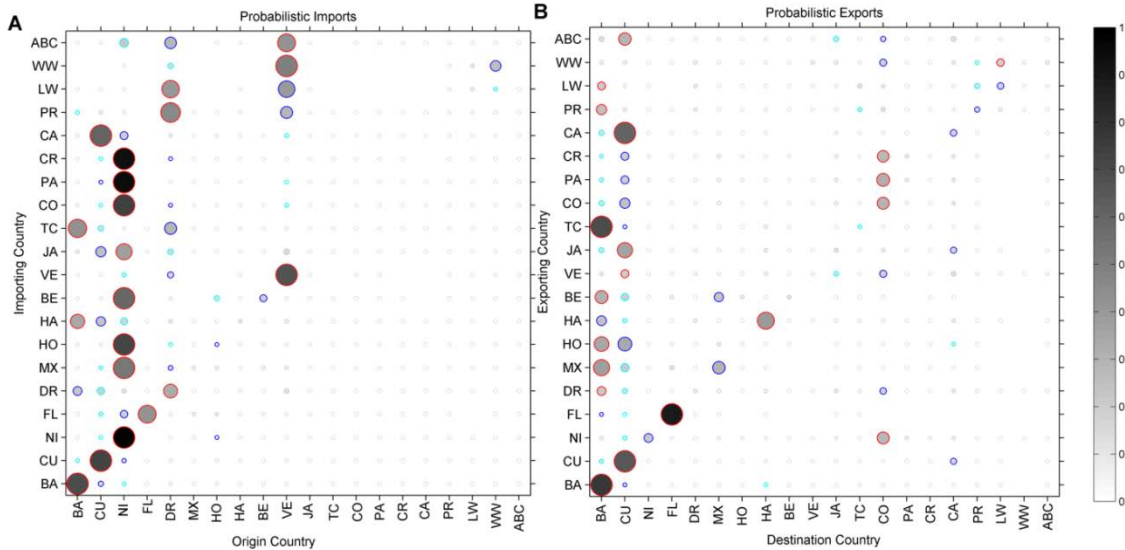 A
Probabilistic Imports
Importing Country
ABC
WW
LW
PR
CA
CR
PA
CO
TC
JA
VE
BE
HA
HO
MX
DR
FL
NI
CU
BA
BA CU NI FL DR MX HO HA BE VE JA TC CO PA CR CA PR LW WW ABC
Origin Country
B
Probabilistic Exports
Exporting Country
ABC
WW
LW
PR
CA
CR
PA
CO
TC
JA
VE
BE
HA
HO
MX
DR
FL
NI
CU
BA
BA CU NI FL DR MX HO HA BE VE JA TC CO PA CR CA PR LW WW ABC
Destination Country
1
0
0
0
0
0
0
0
0
0
0